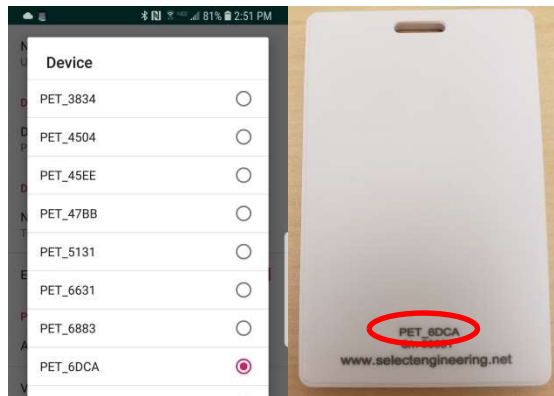 81% 2:51 PM
Device
PET_3834
PET_4504
PET_45EE
PET_47BB
PET_5131
PET_6631
PET_6883
PET_6DCA
PET_6DCA
www.selectengineering.net